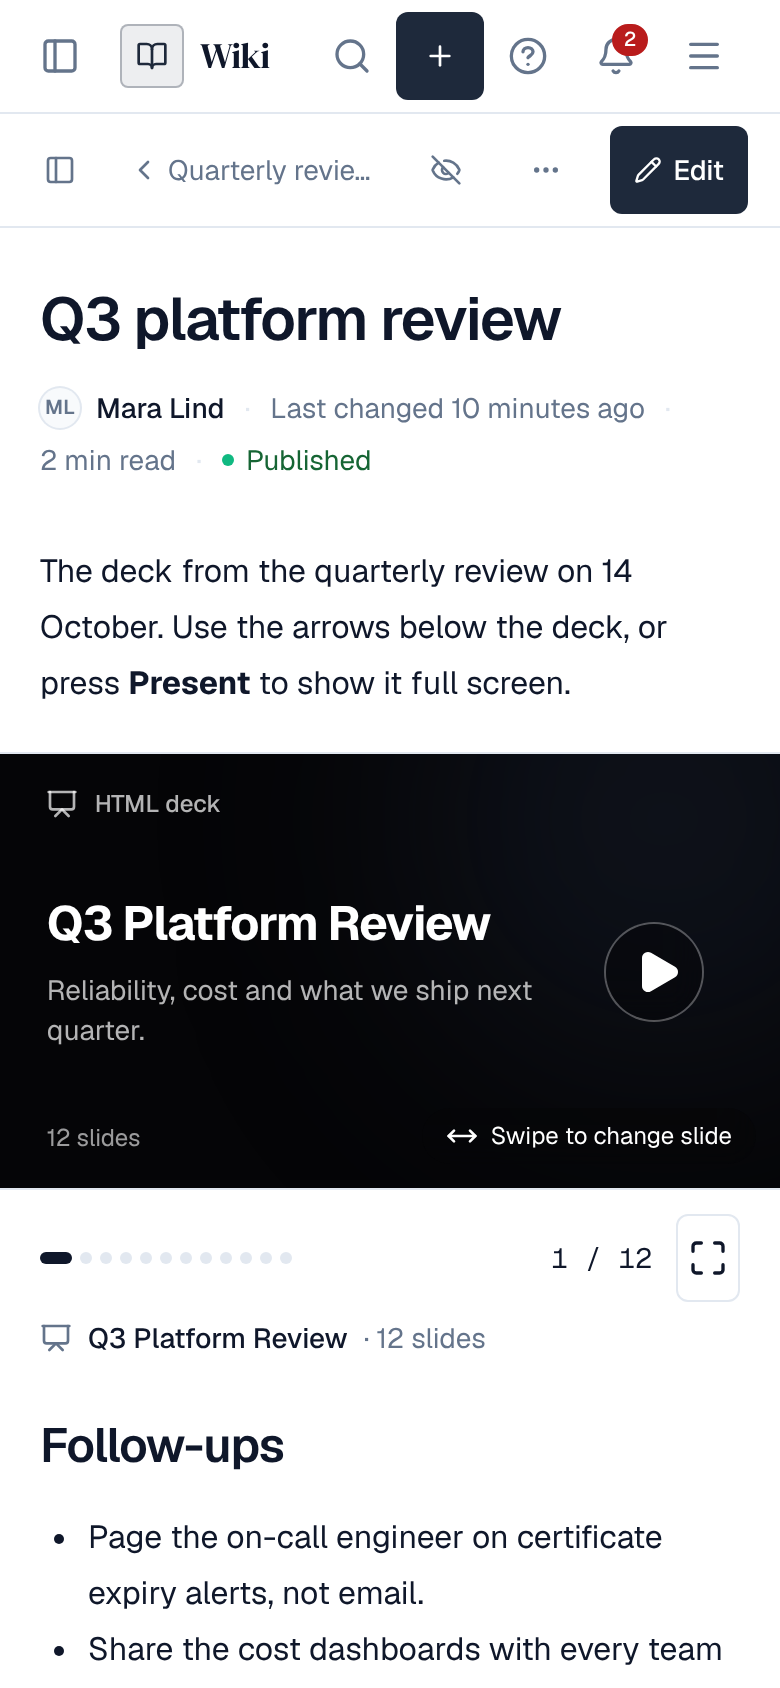 Wiki
2
Quarterly revie...
Edit
Q3 platform review
ML Mara Lind · Last changed 10 minutes ago ·
2 min read · Published
The deck from the quarterly review on 14
October. Use the arrows below the deck, or
press Present to show it full screen.
HTML deck
Q3 Platform Review
Reliability, cost and what we ship next
quarter.
12 slides
Swipe to change slide
1 / 12
Q3 Platform Review · 12 slides
Follow-ups
• Page the on-call engineer on certificate
expiry alerts, not email.
• Share the cost dashboards with every team